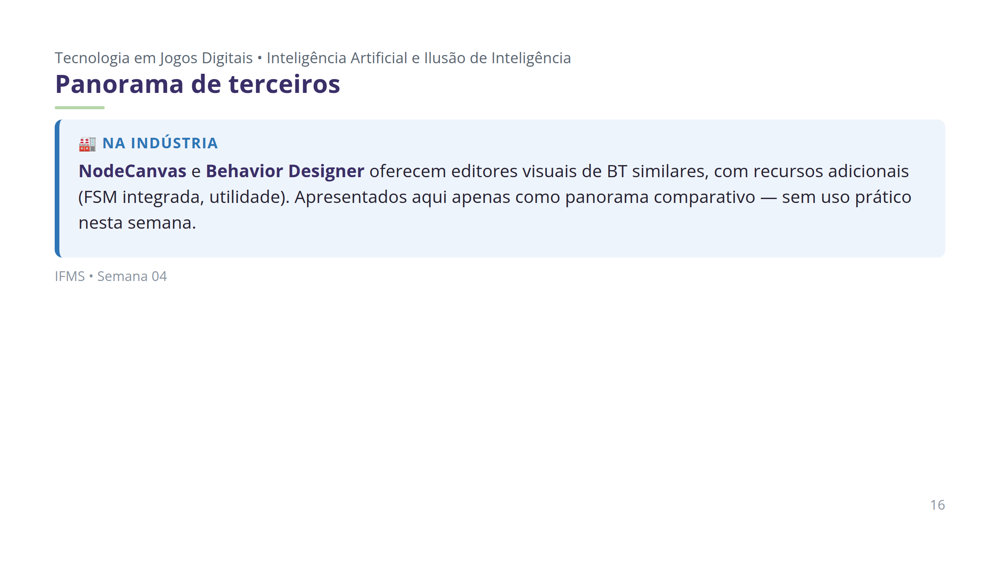 Tecnologia em Jogos Digitais • Inteligência Artificial e Ilusão de Inteligência
Panorama de terceiros
🏭 NA INDÚSTRIA
NodeCanvas e Behavior Designer oferecem editores visuais de BT similares, com recursos adicionais
(FSM integrada, utilidade). Apresentados aqui apenas como panorama comparativo — sem uso prático
nesta semana.
IFMS • Semana 04
16